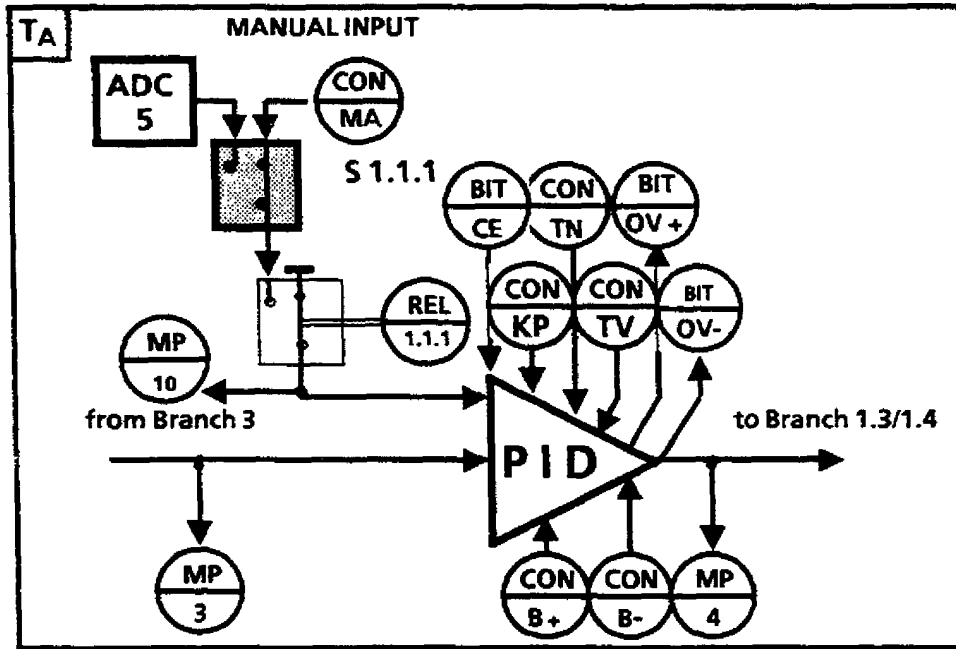 TA
MANUAL INPUT
ADC
5
CON
MA
S 1.1.1
BIT
CE
CON
TN
BIT
OV +
CON
KP
CON
TV
BIT
OV-
REL
1.1.1
MP
10
from Branch 3
to Branch 1.3/1.4
PID
MP
3
CON
B+
CON
B-
MP
4